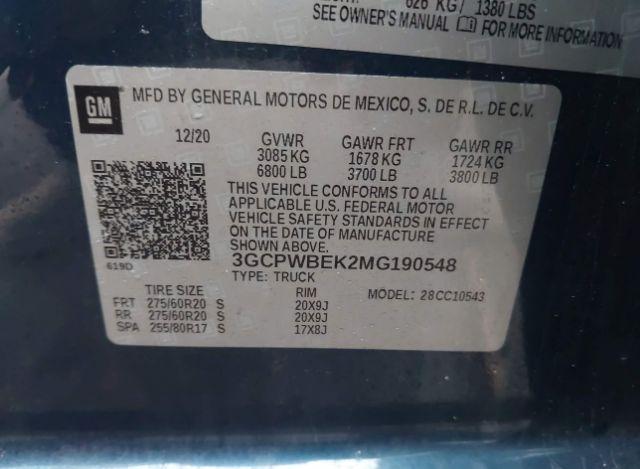 626 KG / 1380 LBS
SEE OWNER'S MANUAL FOR MORE INFORMATION
GM
MFD BY GENERAL MOTORS DE MEXICO, S. DE R.L. DE C.V.
12/20 GVWR GAWR FRT GAWR RR
3085 KG 1678 KG 1724 KG
6800 LB 3700 LB 3800 LB
THIS VEHICLE CONFORMS TO ALL
APPLICABLE U.S. FEDERAL MOTOR
VEHICLE SAFETY STANDARDS IN EFFECT
ON THE DATE OF MANUFACTURE
SHOWN ABOVE.
3GCPWBEK2MG190548
619D TYPE: TRUCK
TIRE SIZE RIM MODEL: 28CC10543
FRT 275/60R20 S 20X9J
RR 275/60R20 S 20X9J
SPA 255/80R17 S 17X8J